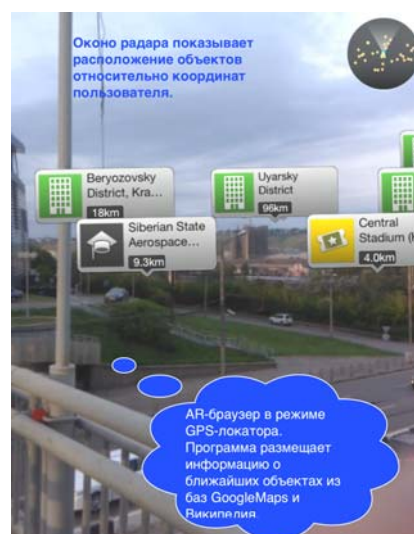 Оконо радара показывает
расположение объектов
относительно координат
пользователя.
Beryozovsky
District, Kra...
18km
Uyarsky
District
96km
Siberian State
Aerospace...
9.3km
Central
Stadium (
4.0km
AR-браузер в режиме
GPS-локатора.
Программа размещает
информацию о
ближайших объектах из
баз GoogleMaps и
Википедия.